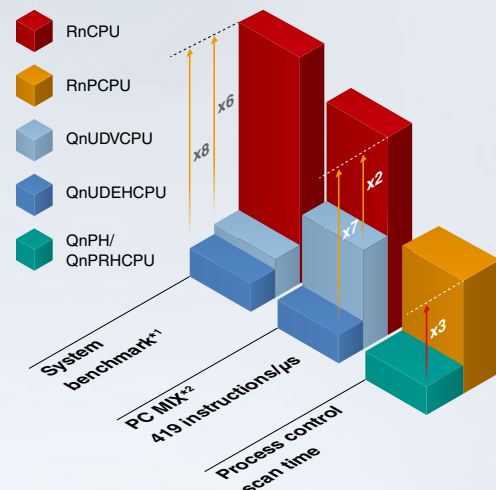 RnCPU
RnPCPU
QnUDVCPU
QnUDEHCPU
QnPH/
QnPRHCPU
x8
x6
x7
x2
x3
System
benchmark*1
PC MIX*2
419 instructions/µs
Process control
scan time